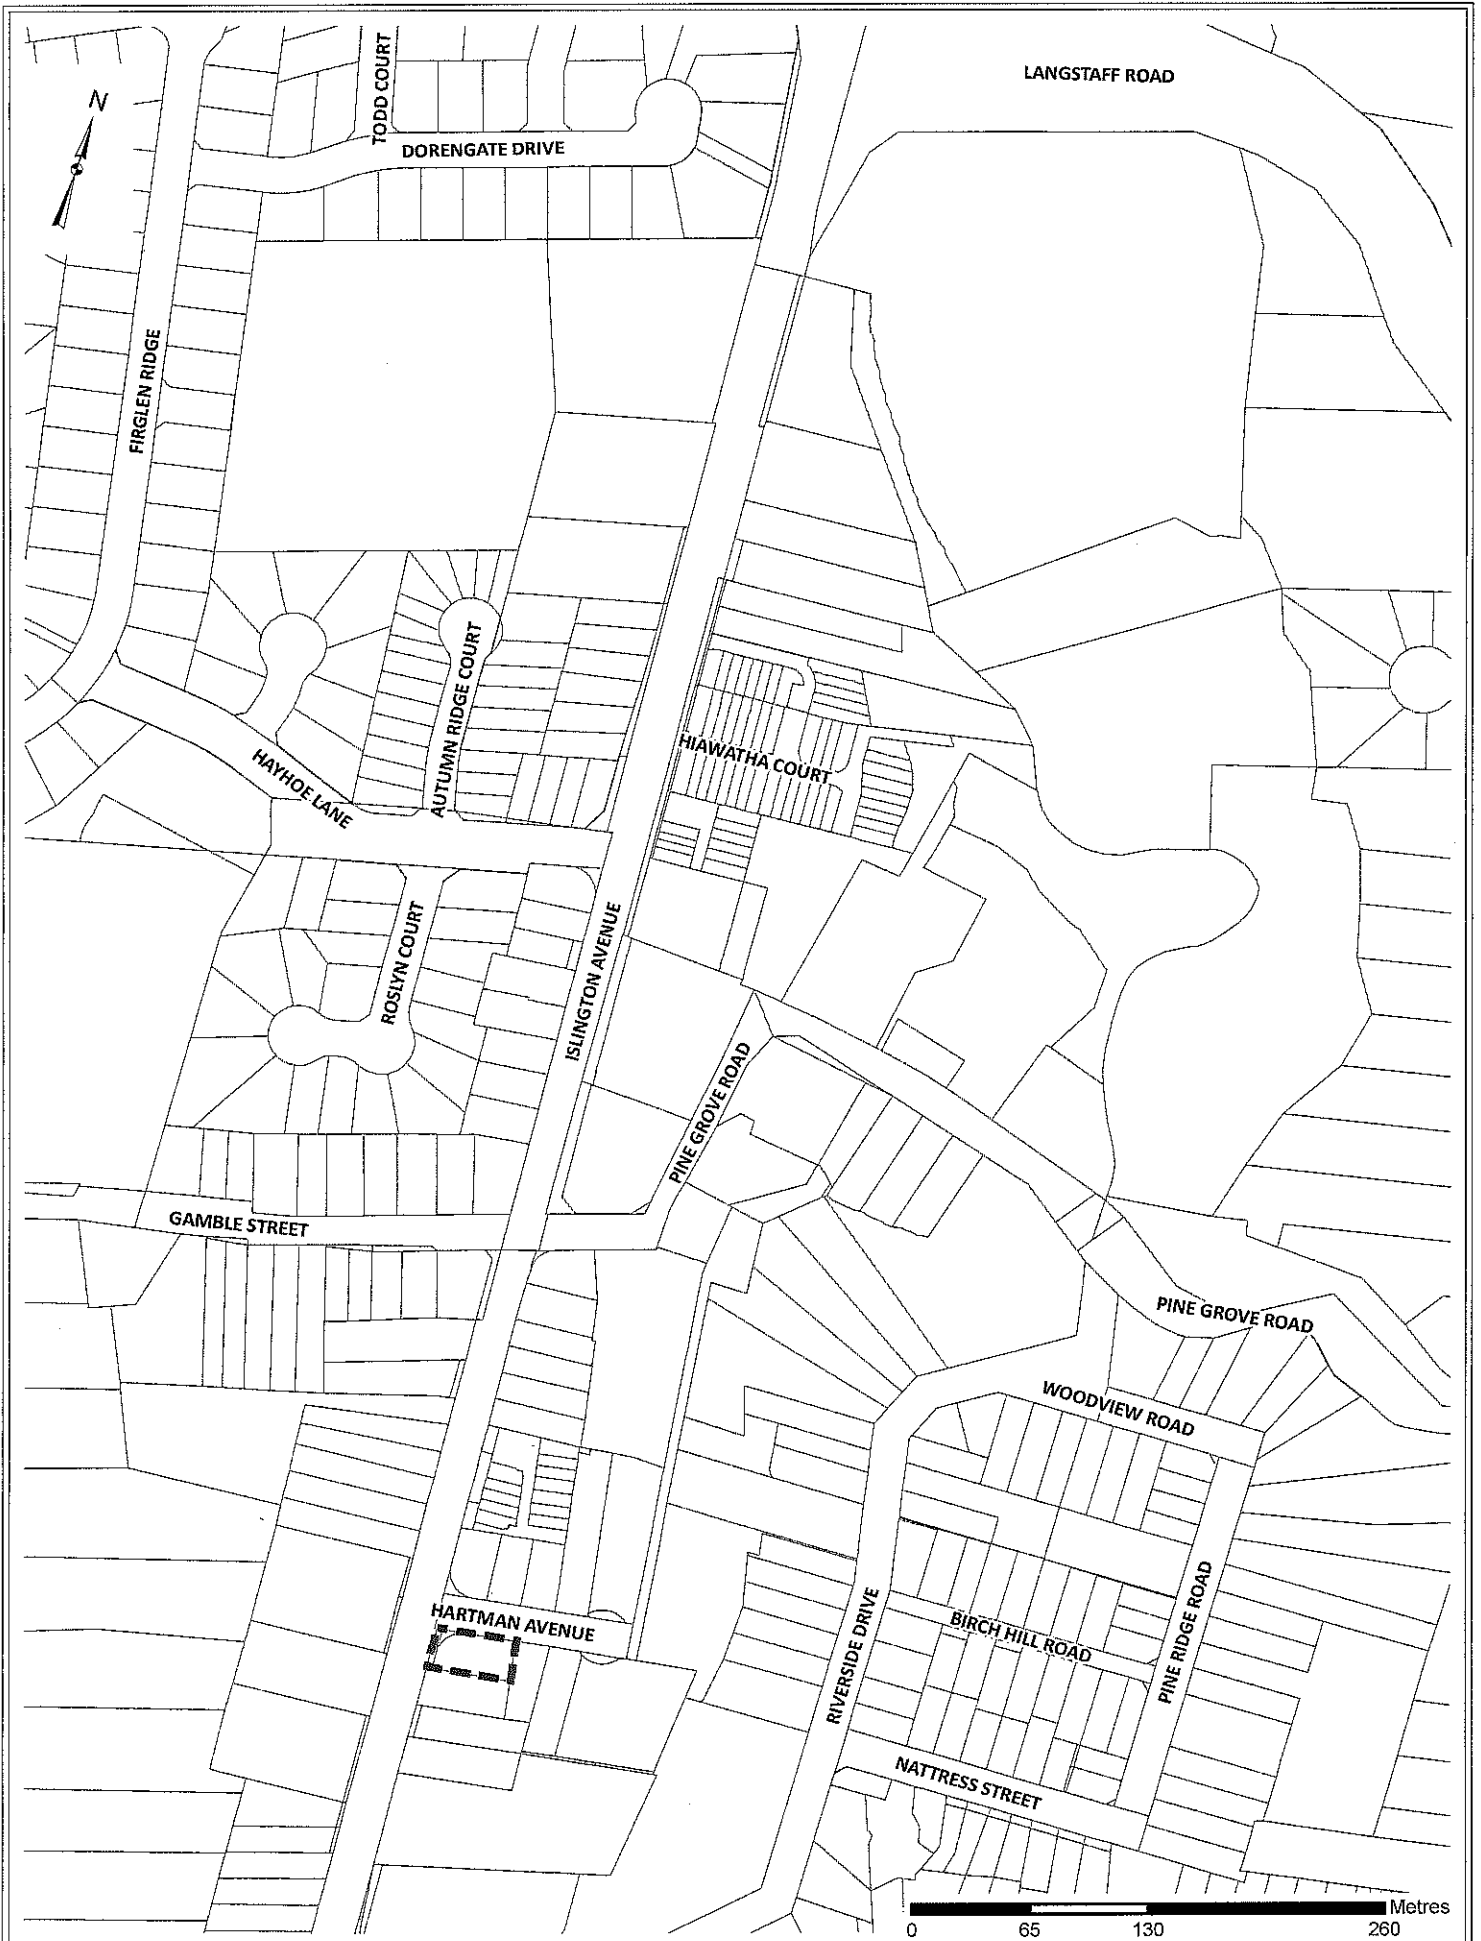 LANGSTAFF ROAD
N
TODD COURT
DORENGATE DRIVE
FIRGLEN RIDGE
AUTUMN RIDGE COURT
HAYHOE LANE
HIAWATHA COURT
ROSLYN COURT
ISLINGTON AVENUE
PINE GROVE ROAD
GAMBLE STREET
PINE GROVE ROAD
WOODVIEW ROAD
HARTMAN AVENUE
RIVERSIDE DRIVE
BIRCH HILL ROAD
PINE RIDGE ROAD
NATTRESS STREET
Metres
0 65 130 260